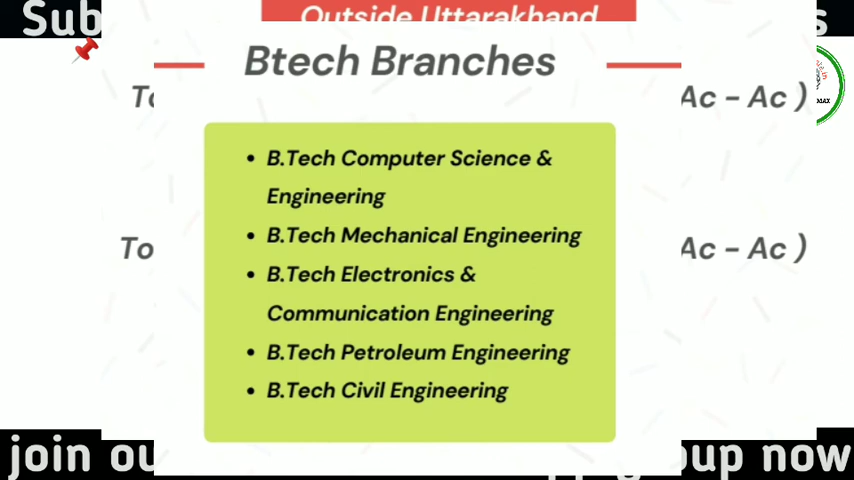 Sub
Outside Uttarakhand
Btech Branches
Ac - Ac )
• B.Tech Computer Science &
Engineering
• B.Tech Mechanical Engineering
To
Ac - Ac )
• B.Tech Electronics &
Communication Engineering
• B.Tech Petroleum Engineering
• B.Tech Civil Engineering
join ou
oup now